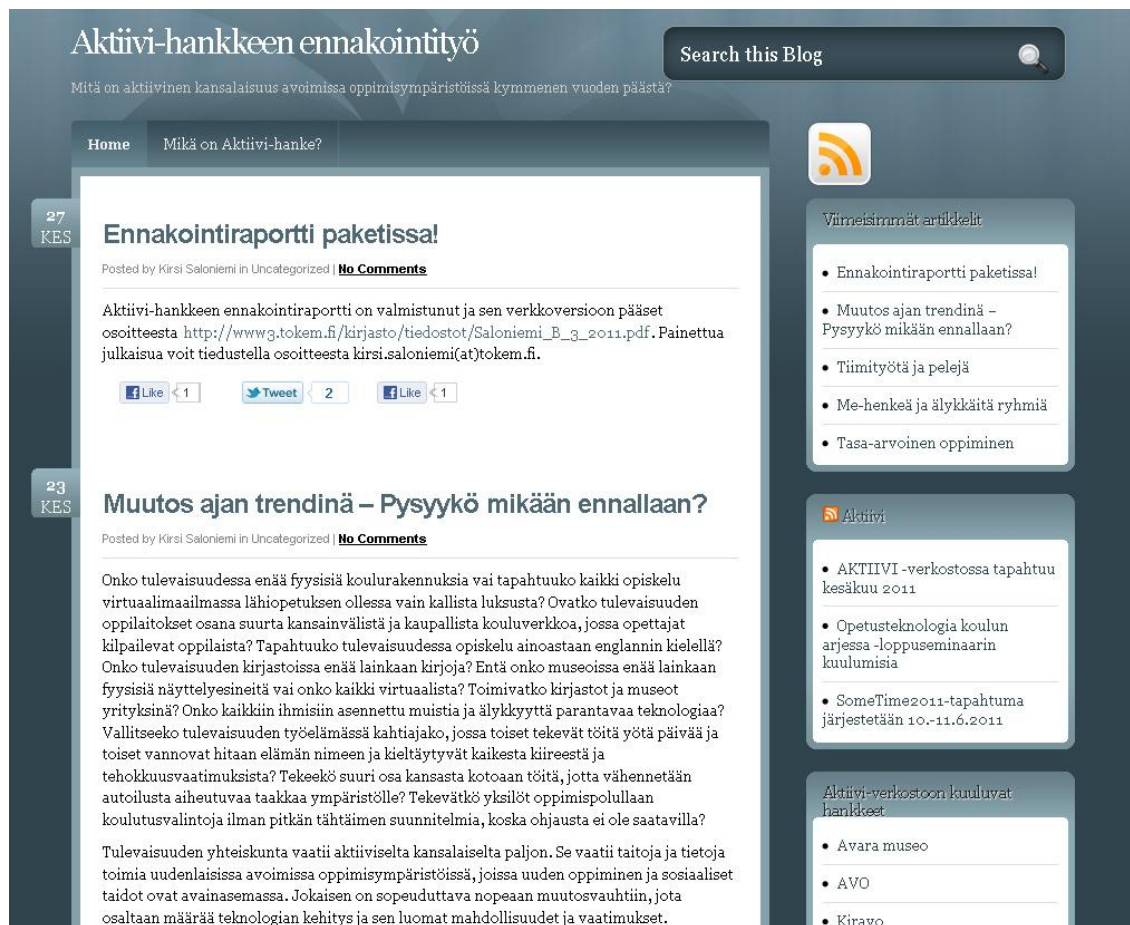 Aktiivi-hankkeen ennakointityö
Search this Blog
Mitä on aktiivinen kansalaisuus avoimissa oppimisympäristöissä kymmenen vuoden päästä?
Home
Mikä on Aktiivi-hanke?
27
KES
Ennakointiraportti paketissa!
Posted by Kirsi Saloniemi in Uncategorized | No Comments
Aktiivi-hankkeen ennakointiraportti on valmistunut ja sen verkkoversioon pääset
osoitteesta http://www3.tokem.fi/kirjasto/tiedostot/Saloniemi_B_3_2011.pdf. Painettua
julkaisua voit tiedustella osoitteesta kirsi.saloniemi(at)tokem.fi.
Like 1
Tweet 2
Like 1
23
KES
Muutos ajan trendinä – Pysyykö mikään ennallaan?
Posted by Kirsi Saloniemi in Uncategorized | No Comments
Onko tulevaisuudessa enää fyysisiä koulurakennuksia vai tapahtuuko kaikki opiskelu
virtuaalimaailmassa lähiopetuksen ollessa vain kallista luksusta? Ovatko tulevaisuuden
oppilaitokset osana suurta kansainvälistä ja kaupallista kouluverkkoa, jossa opettajat
kilpailevat oppilaista? Tapahtuuko tulevaisuudessa opiskelu ainoastaan englannin kielellä?
Onko tulevaisuuden kirjastoissa enää lainkaan kirjoja? Entä onko museoissa enää lainkaan
fyysisiä näyttelyesineitä vai onko kaikki virtuaalista? Toimivatko kirjastot ja museot
yrityksinä? Onko kaikkiin ihmisiin asennettu muistia ja älykkyyttä parantavaa teknologiaa?
Vallitseeko tulevaisuuden työelämässä kahtiajako, jossa toiset tekevät töitä yötä päivää ja
toiset vannovat hitaan elämän nimeen ja kieltäytyvät kaikesta kiireestä ja
tehokkuusvaatimuksista? Tekeekö suuri osa kansasta kotoaan töitä, jotta vähennetään
autoilusta aiheutuvaa taakkaa ympäristölle? Tekevätkö yksilöt oppimispolullaan
koulutusvalintoja ilman pitkän tähtäimen suunnitelmia, koska ohjausta ei ole saatavilla?
Tulevaisuuden yhteiskunta vaatii aktiiviselta kansalaiselta paljon. Se vaatii taitoja ja tietoja
toimia uudenlaisissa avoimissa oppimisympäristöissä, joissa uuden oppiminen ja sosiaaliset
taidot ovat avainasemassa. Jokaisen on sopeuduttava nopeaan muutosvauhtiin, jota
osaltaan määrää teknologian kehitys ja sen luomat mahdollisuudet ja vaatimukset.
Viimeisimmät artikkelit
• Ennakointiraportti paketissa!
• Muutos ajan trendinä –
Pysyykö mikään ennallaan?
• Tiimityötä ja pelejä
• Me-henkeä ja älykkäitä ryhmiä
• Tasa-arvoinen oppiminen
Aktiivi
• AKTIIVI -verkostossa tapahtuu
kesäkuu 2011
• Opetusteknologia koulun
arjessa -loppuseminaarin
kuulumisia
• SomeTime2011-tapahtuma
järjestetään 10.-11.6.2011
Aktiivi-verkostoon kuuluvat
hankkeet
• Avara museo
• AVO
• Kiravo